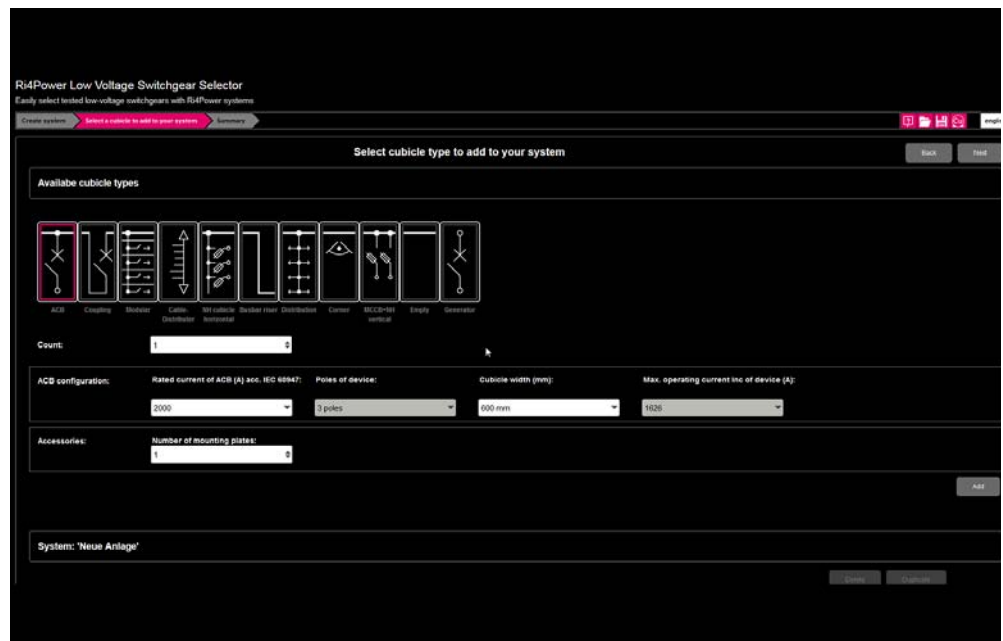 Ri4Power Low Voltage Switchgear Selector
Easily select tested low-voltage switchgears with Ri4Power systems
Create system Select a cubicle to add to your system Summary
englis
Select cubicle type to add to your system
Back Next
Availabe cubicle types
ACB Coupling Modular Cable-Distributor NH cubicle horizontal Busbar riser Distribution Corner MCCB+NH vertical Empty Generator
Count: 1
ACB configuration: Rated current of ACB (A) acc. IEC 60947: Poles of device: Cubicle width (mm): Max. operating current Inc of device (A):
2000 3 poles 600 mm 1626
Accessories: Number of mounting plates:
1
Add
System: 'Neue Anlage'
Delete Duplicate